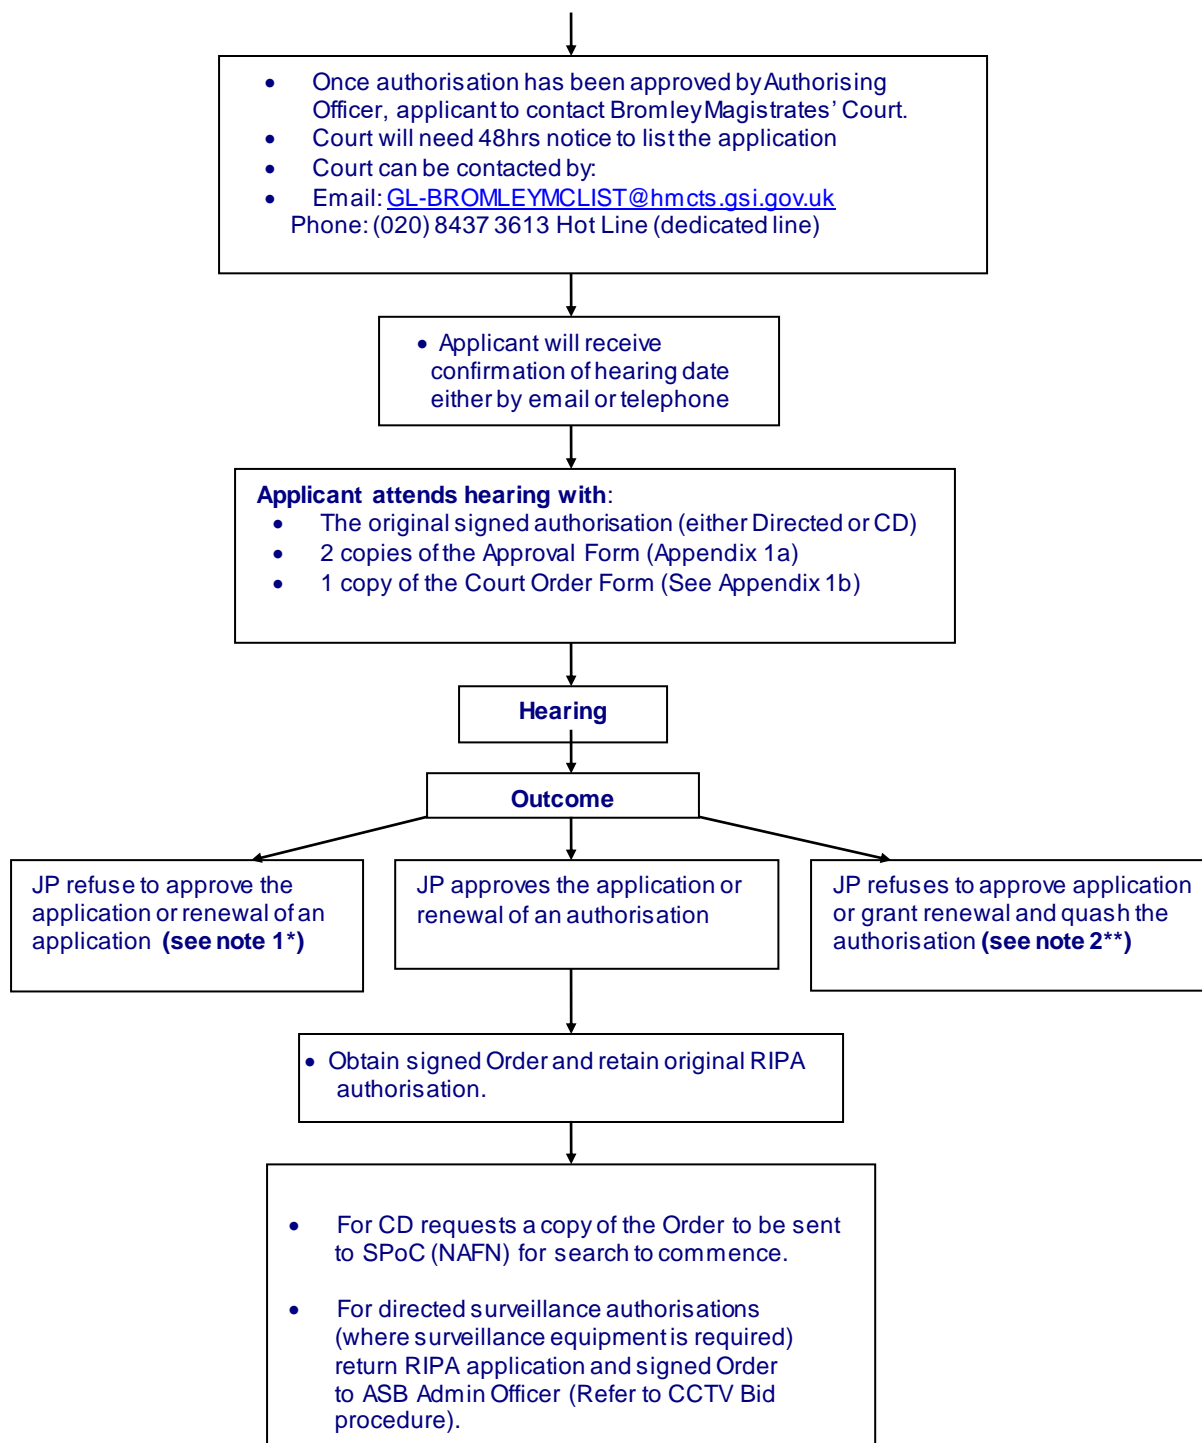 • Once authorisation has been approved by Authorising
Officer, applicant to contact Bromley Magistrates' Court.
• Court will need 48hrs notice to list the application
• Court can be contacted by:
• Email: GL-BROMLEYMCLIST@hmcts.gsi.gov.uk
Phone: (020) 8437 3613 Hot Line (dedicated line)
• Applicant will receive
confirmation of hearing date
either by email or telephone
Applicant attends hearing with:
• The original signed authorisation (either Directed or CD)
• 2 copies of the Approval Form (Appendix 1a)
• 1 copy of the Court Order Form (See Appendix 1b)
Hearing
Outcome
JP refuse to approve the
application or renewal of an
application (see note 1*)
JP approves the application or
renewal of an authorisation
JP refuses to approve application
or grant renewal and quash the
authorisation (see note 2**)
• Obtain signed Order and retain original RIPA
authorisation.
• For CD requests a copy of the Order to be sent
to SPoC (NAFN) for search to commence.
• For directed surveillance authorisations
(where surveillance equipment is required)
return RIPA application and signed Order
to ASB Admin Officer (Refer to CCTV Bid
procedure).